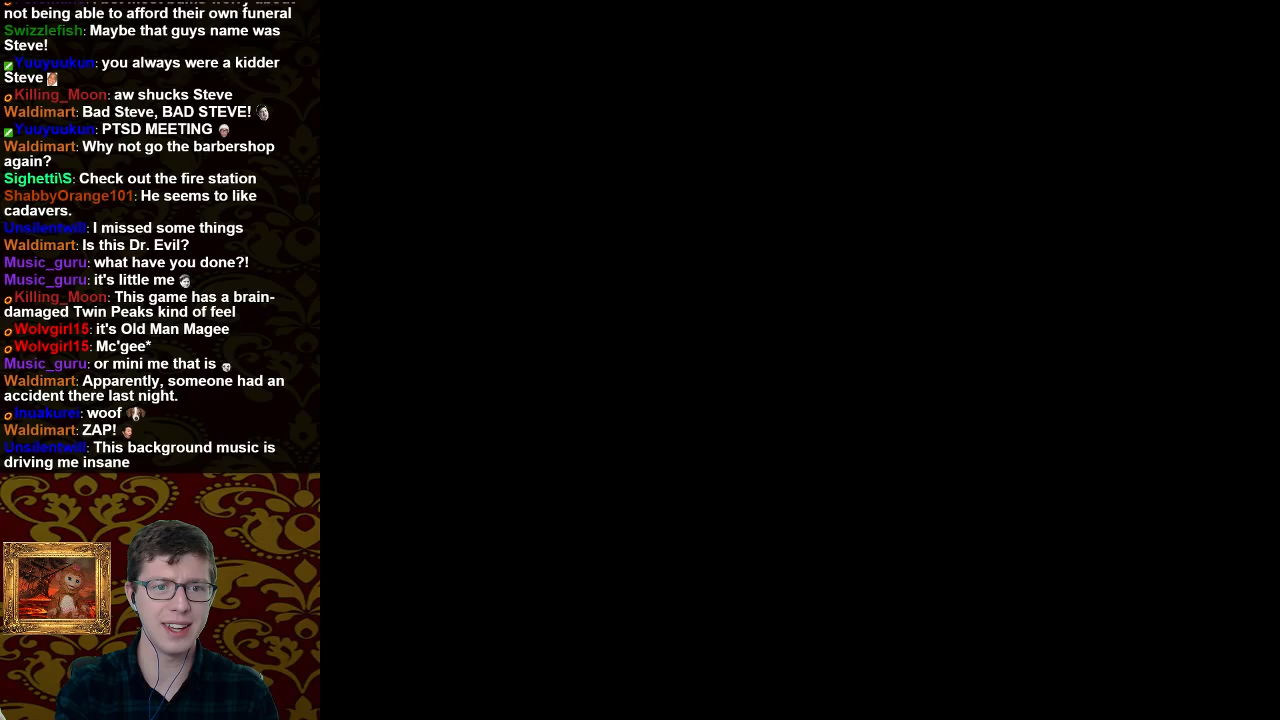 not being able to afford their own funeral
Swizzlefish: Maybe that guys name was
Steve!
Yuuyuukun: you always were a kidder
Steve
Killing_Moon: aw shucks Steve
Waldimart: Bad Steve, BAD STEVE!
Yuuyuukun: PTSD MEETING
Waldimart: Why not go the barbershop
again?
Sighetti\S: Check out the fire station
ShabbyOrange101: He seems to like
cadavers.
Unsilentwill: I missed some things
Waldimart: Is this Dr. Evil?
Music_guru: what have you done?!
Music_guru: it's little me
Killing_Moon: This game has a brain-
damaged Twin Peaks kind of feel
Wolvgirl15: it's Old Man Magee
Wolvgirl15: Mc'gee*
Music_guru: or mini me that is
Waldimart: Apparently, someone had an
accident there last night.
Inuakurei: woof
Waldimart: ZAP!
Unsilentwill: This background music is
driving me insane